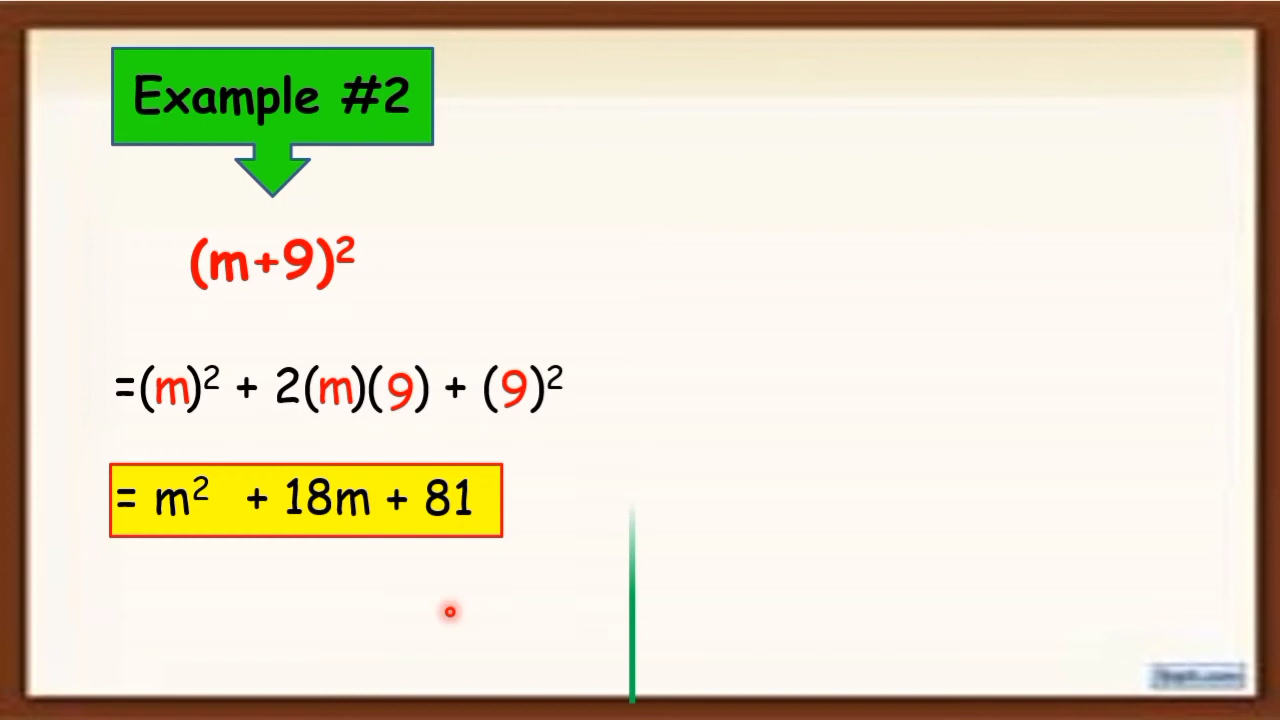 Example #2
(m+9)²
=(m)² + 2(m)(9) + (9)²
= m² + 18m + 81